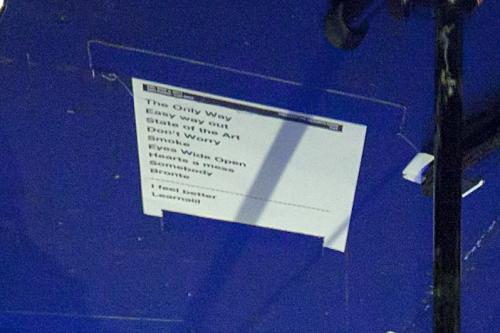 The Only Way
Easy way out
State of the Art
Don't Worry
Smoke
Eyes Wide Open
Hearts a mess
Somebody
Bronte
I feel better
Learnalil